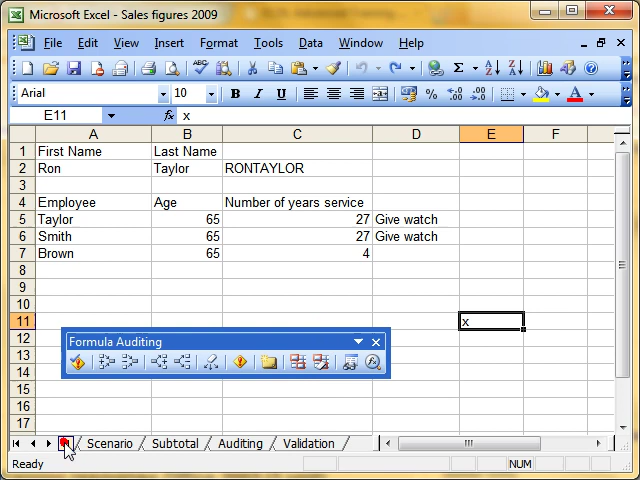 Microsoft Excel - Sales figures 2009
File Edit View Insert Format Tools Data Window Help
Arial 10 B I U
E11 fx x
A B C D E F
1 First Name Last Name
2 Ron Taylor RONTAYLOR
3
4 Employee Age Number of years service
5 Taylor 65 27 Give watch
6 Smith 65 27 Give watch
7 Brown 65 4
8
9
10
11 x
12
Formula Auditing
13
14
15
16
17
Scenario Subtotal Auditing Validation
Ready NUM